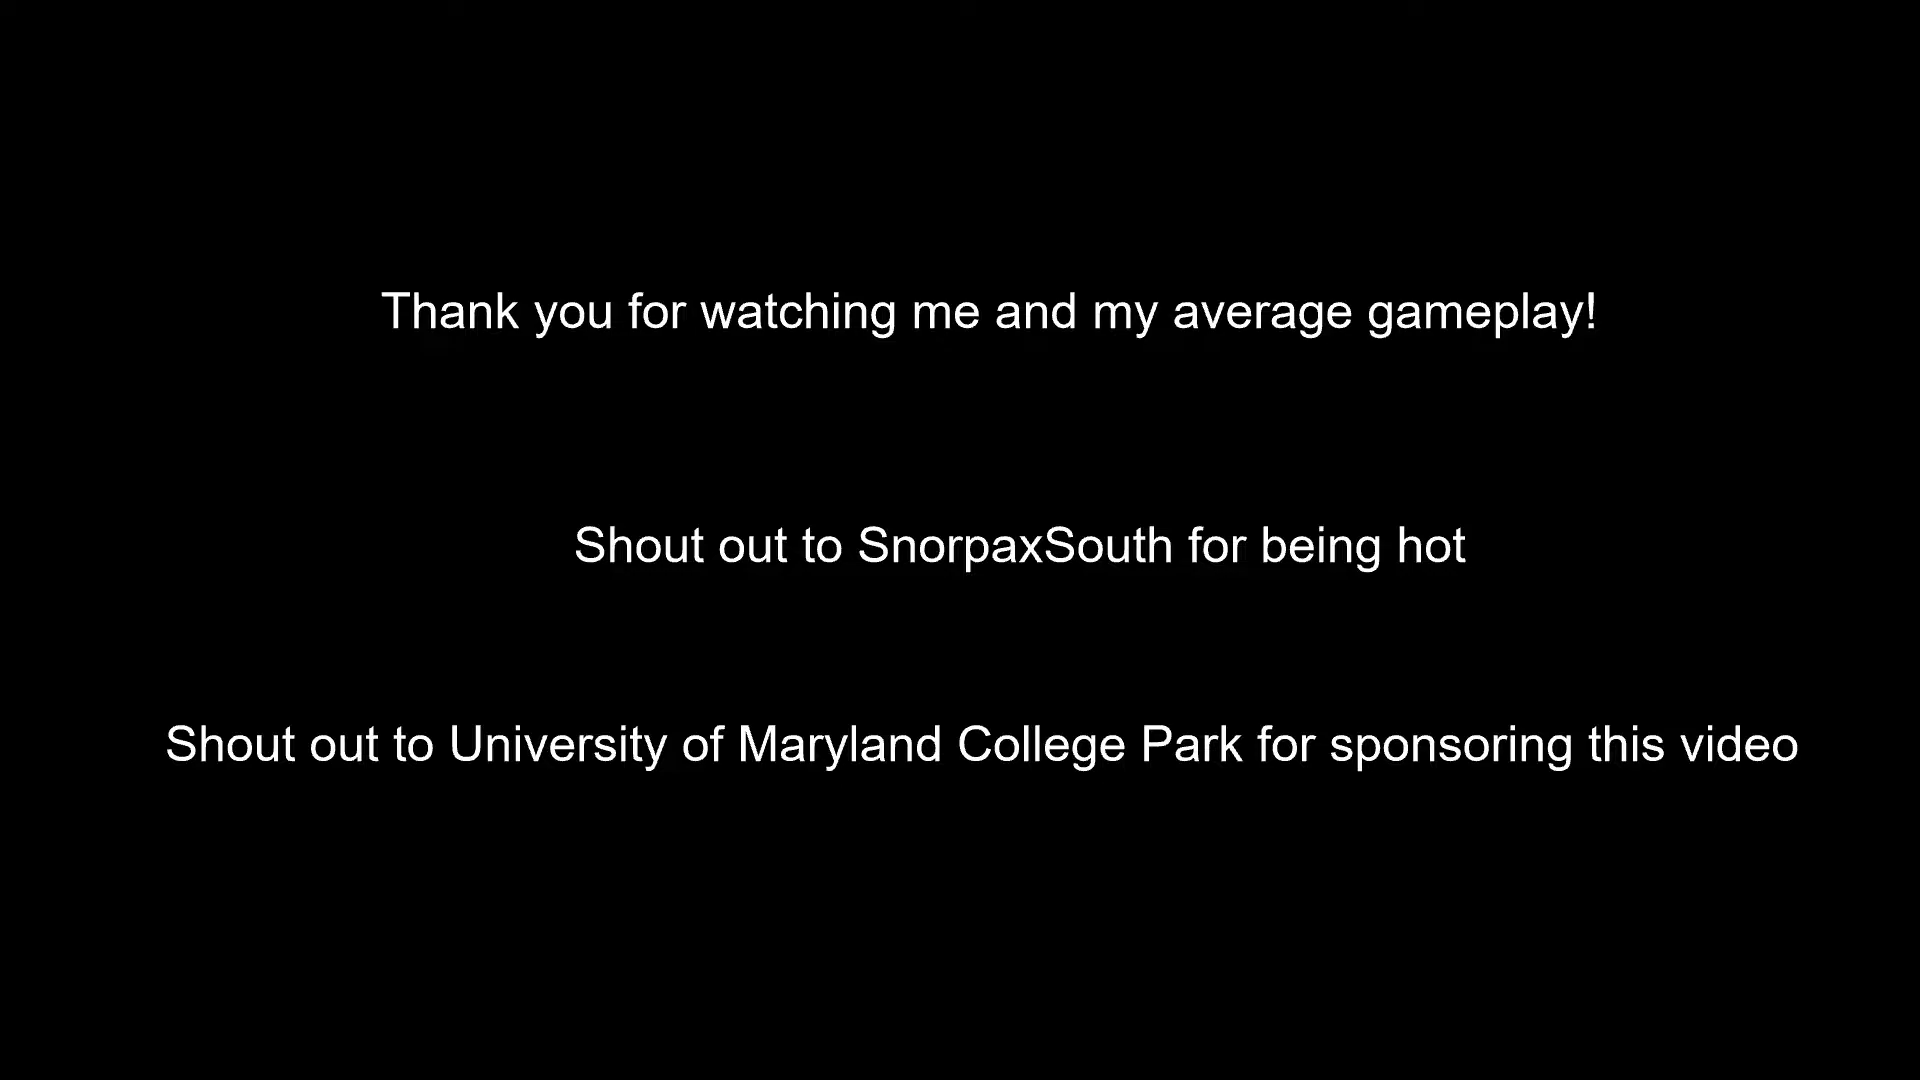 Thank you for watching me and my average gameplay!
Shout out to SnorpaxSouth for being hot
Shout out to University of Maryland College Park for sponsoring this video